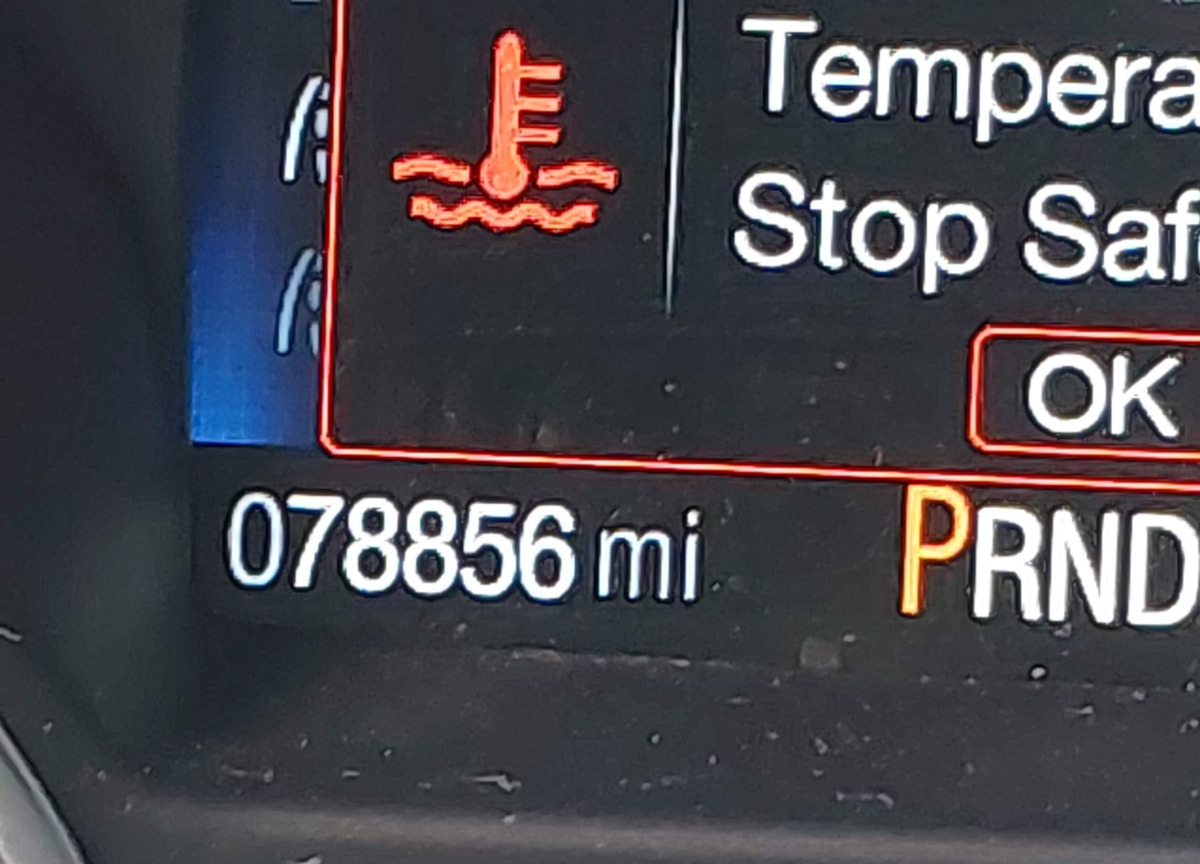 Tempera
Stop Saf
OK
078856 mi
PRND